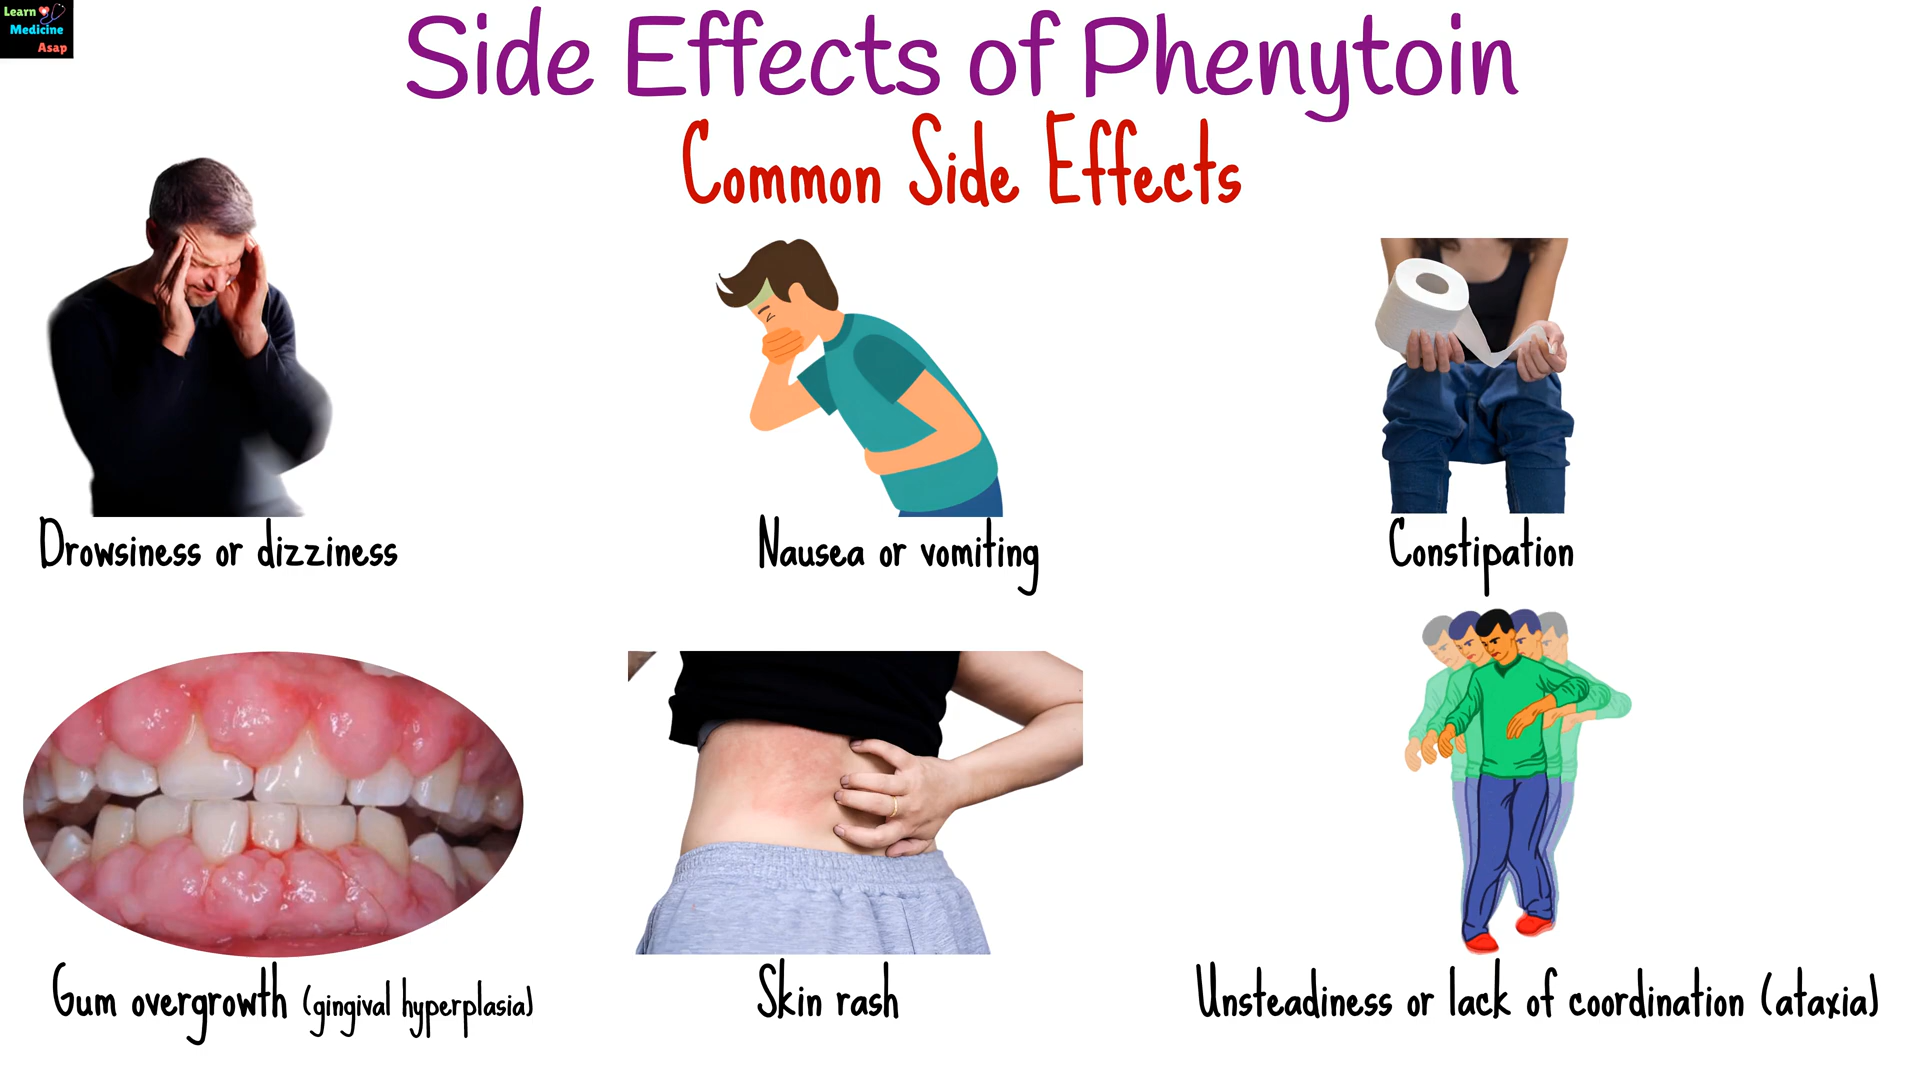 Learn
Medicine
Asap
Side Effects of Phenytoin
Common Side Effects
Drowsiness or dizziness
Nausea or vomiting
Constipation
Gum overgrowth (gingival hyperplasia)
Skin rash
Unsteadiness or lack of coordination (ataxia)